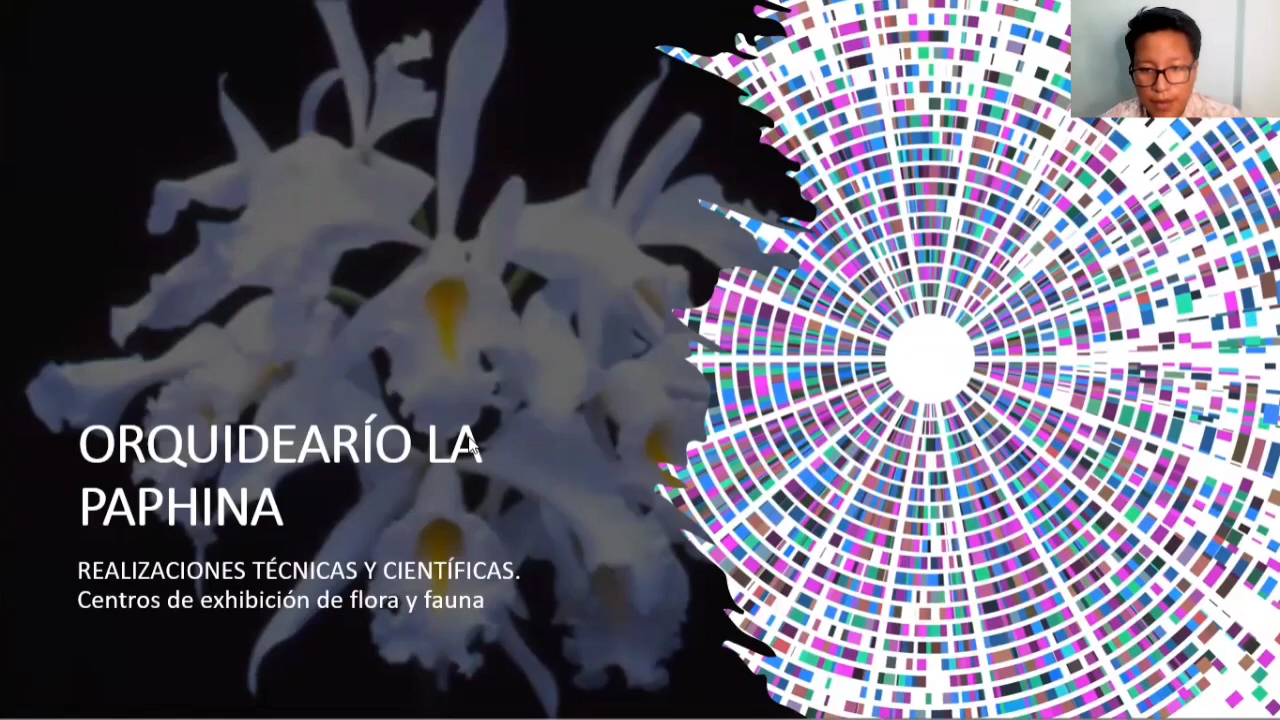 ORQUIDEARÍO LA
PAPHINA
REALIZACIONES TÉCNICAS Y CIENTÍFICAS.
Centros de exhibición de flora y fauna